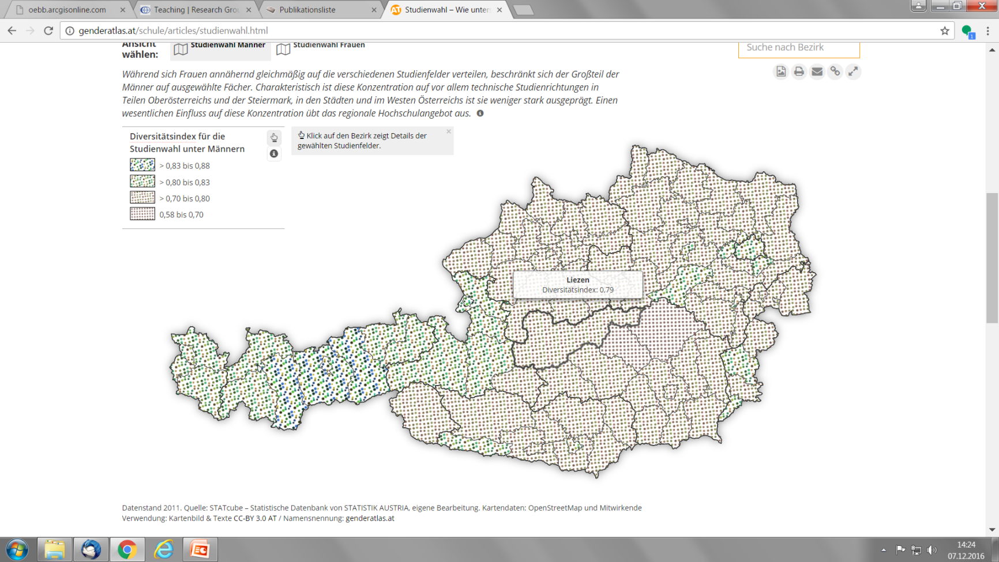 oebb.arcgisonline.com
Teaching | Research Gro
Publikationsliste
Studienwahl – Wie unters
genderatlas.at/schule/articles/studienwahl.html
1
Ansicht
wählen:
Studienwahl Männer
Studienwahl Frauen
Suche nach Bezirk
Während sich Frauen annähernd gleichmäßig auf die verschiedenen Studienfelder verteilen, beschränkt sich der Großteil der
Männer auf ausgewählte Fächer. Charakteristisch ist diese Konzentration auf vor allem technische Studienrichtungen in
Teilen Oberösterreichs und der Steiermark, in den Städten und im Westen Österreichs ist sie weniger stark ausgeprägt. Einen
wesentlichen Einfluss auf diese Konzentration übt das regionale Hochschulangebot aus.
Diversitätsindex für die
Studienwahl unter Männern
> 0,83 bis 0,88
> 0,80 bis 0,83
> 0,70 bis 0,80
0,58 bis 0,70
Klick auf den Bezirk zeigt Details der
gewählten Studienfelder.
Liezen
Diversitätsindex: 0,79
Datenstand 2011. Quelle: STATcube – Statistische Datenbank von STATISTIK AUSTRIA, eigene Bearbeitung. Kartendaten: OpenStreetMap und Mitwirkende
Verwendung: Kartenbild & Texte CC-BY 3.0 AT / Namensnennung: genderatlas.at
14:24
07.12.2016